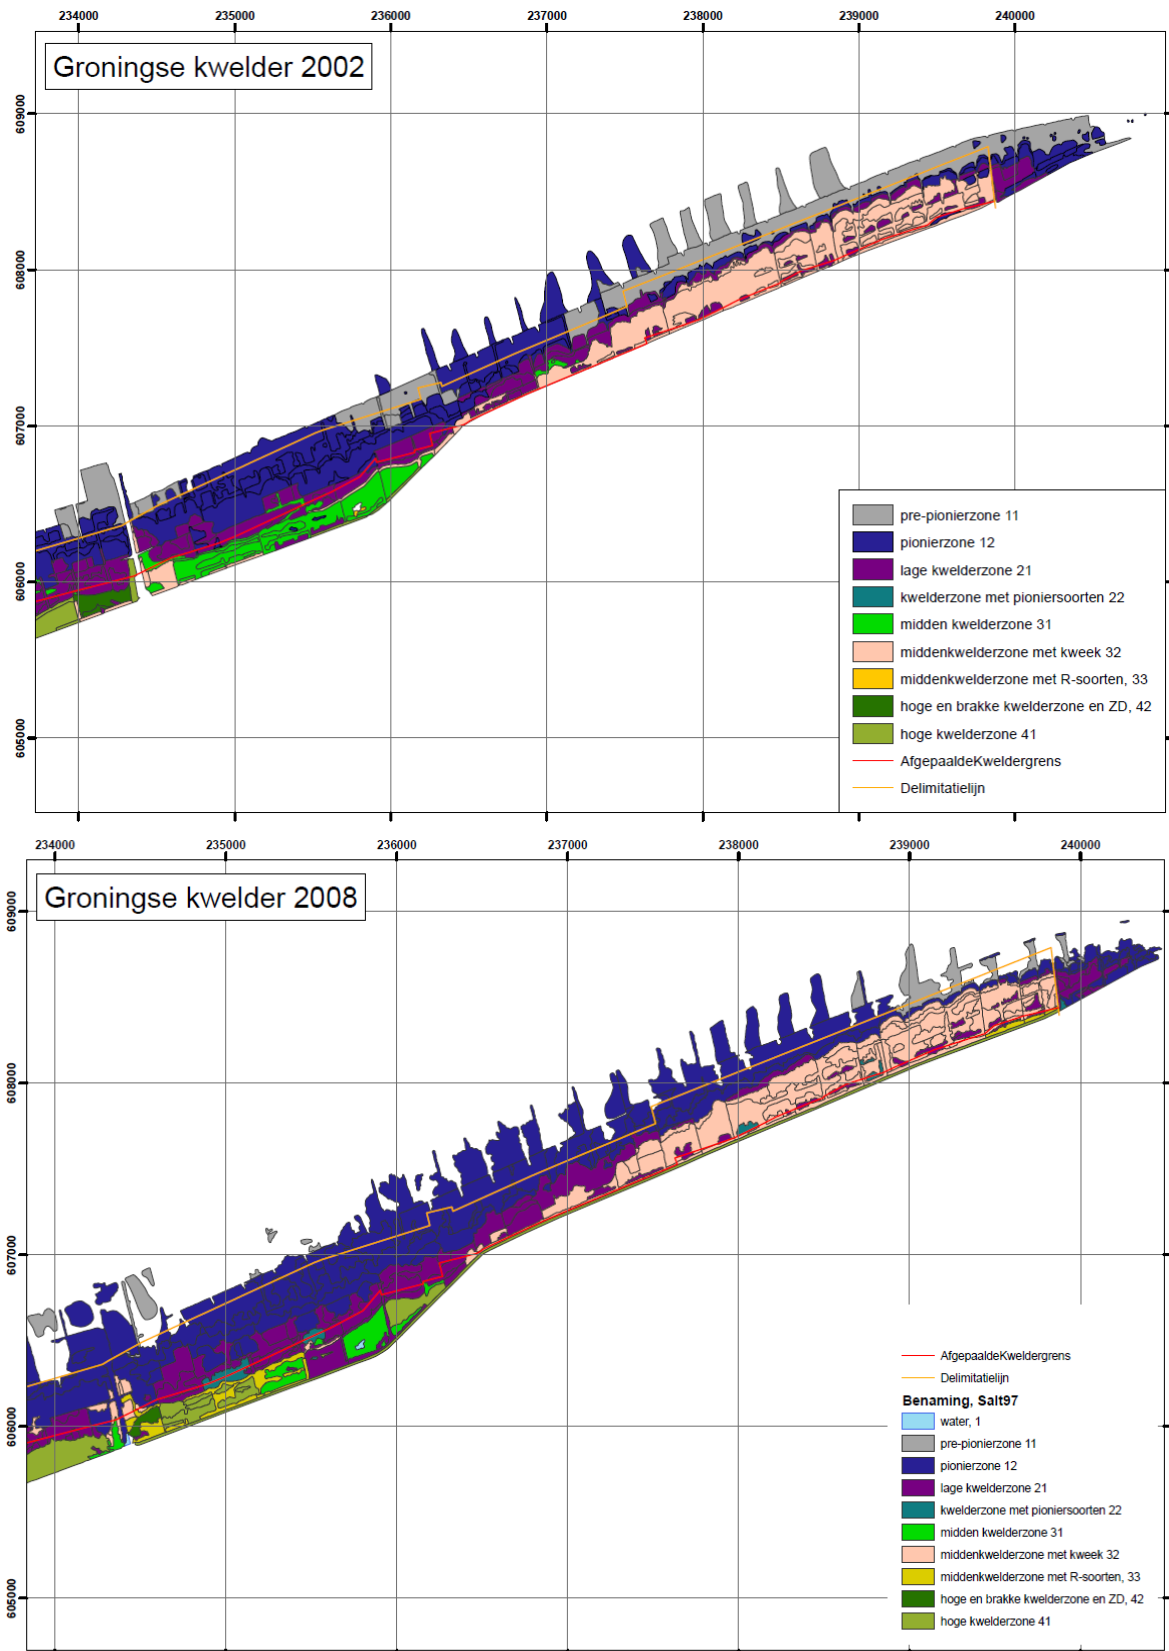 234000 235000 236000 237000 238000 239000 240000
Groningse kwelder 2002
609000
608000
607000
606000
605000
pre-pionierzone 11
pionierzone 12
lage kwelderzone 21
kwelderzone met pioniersoorten 22
midden kwelderzone 31
middenkwelderzone met kweek 32
middenkwelderzone met R-soorten, 33
hoge en brakke kwelderzone en ZD, 42
hoge kwelderzone 41
AfgepaaldeKweldergrens
Delimitatielijn
234000 235000 236000 237000 238000 239000 240000
Groningse kwelder 2008
609000
608000
607000
606000
605000
AfgepaaldeKweldergrens
Delimitatielijn
Benaming, Salt97
water, 1
pre-pionierzone 11
pionierzone 12
lage kwelderzone 21
kwelderzone met pioniersoorten 22
midden kwelderzone 31
middenkwelderzone met kweek 32
middenkwelderzone met R-soorten, 33
hoge en brakke kwelderzone en ZD, 42
hoge kwelderzone 41